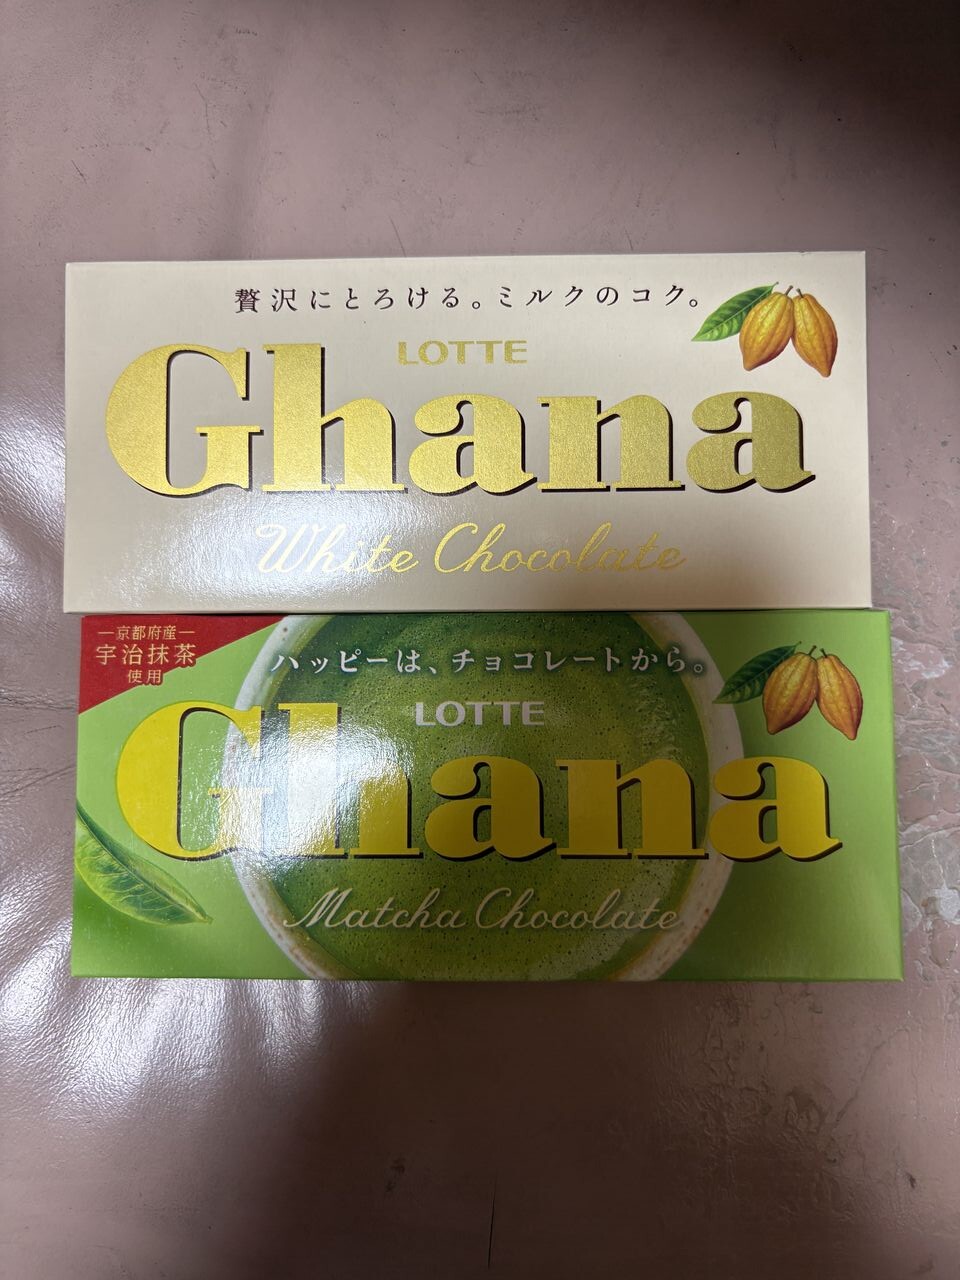 贅沢にとろける。ミルクのコク。
LOTTE
Ghana
White Chocolate
京都府産
宇治抹茶
使用
ハッピーは、チョコレートから。
LOTTE
Ghana
Matcha Chocolate